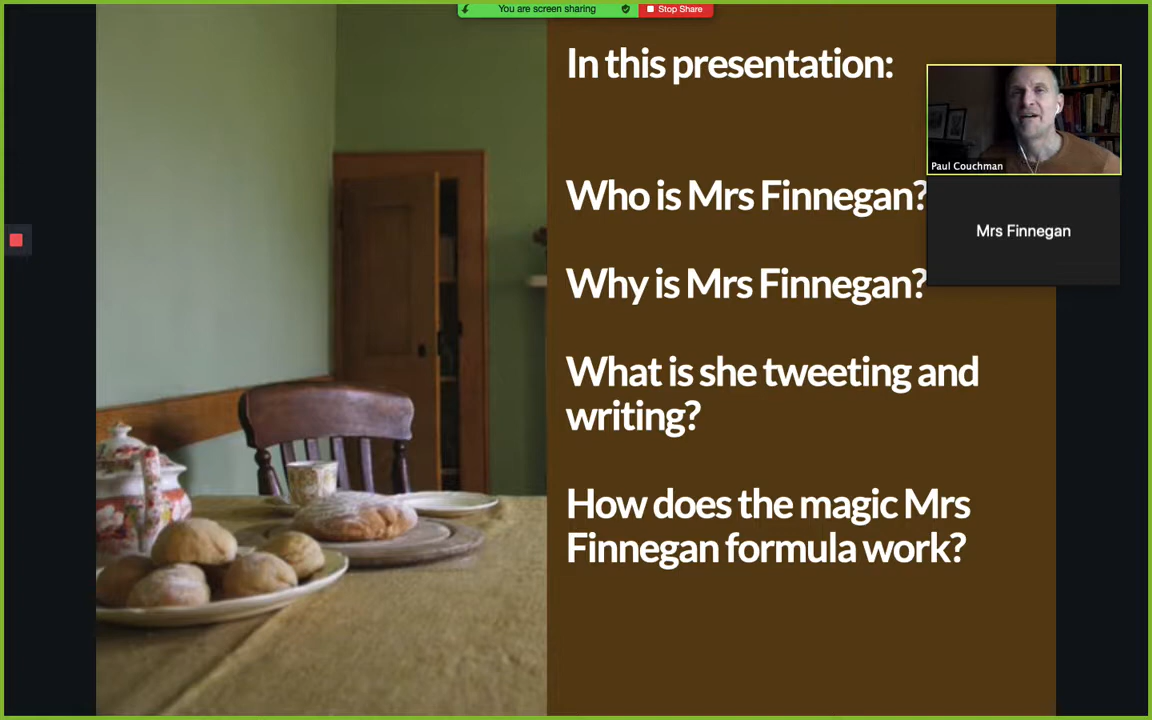 You are screen sharing
Stop Share
In this presentation:
Who is Mrs Finnegan?
Why is Mrs Finnegan?
What is she tweeting and
writing?
How does the magic Mrs
Finnegan formula work?
Paul Couchman
Mrs Finnegan